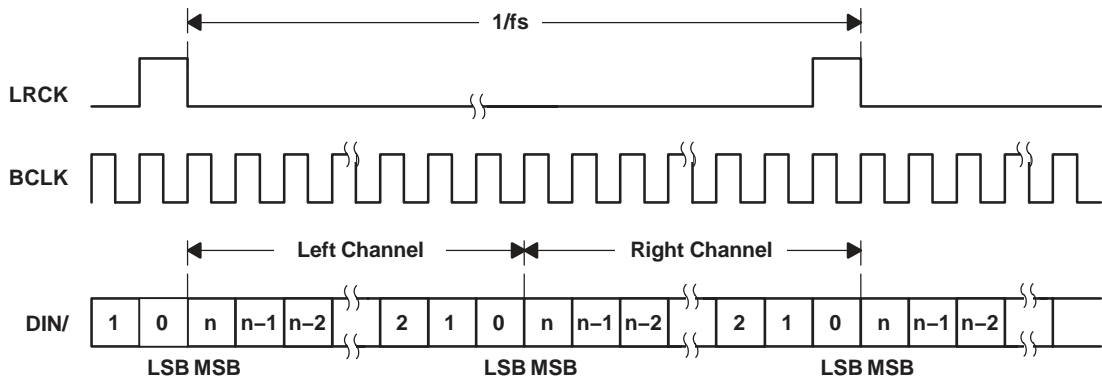 1/fs
LRCK
BCLK
Left Channel Right Channel
DIN/ 1 0 n n−1 n−2 2 1 0 n n−1 n−2 2 1 0 n n−1 n−2
LSB MSB LSB MSB LSB MSB